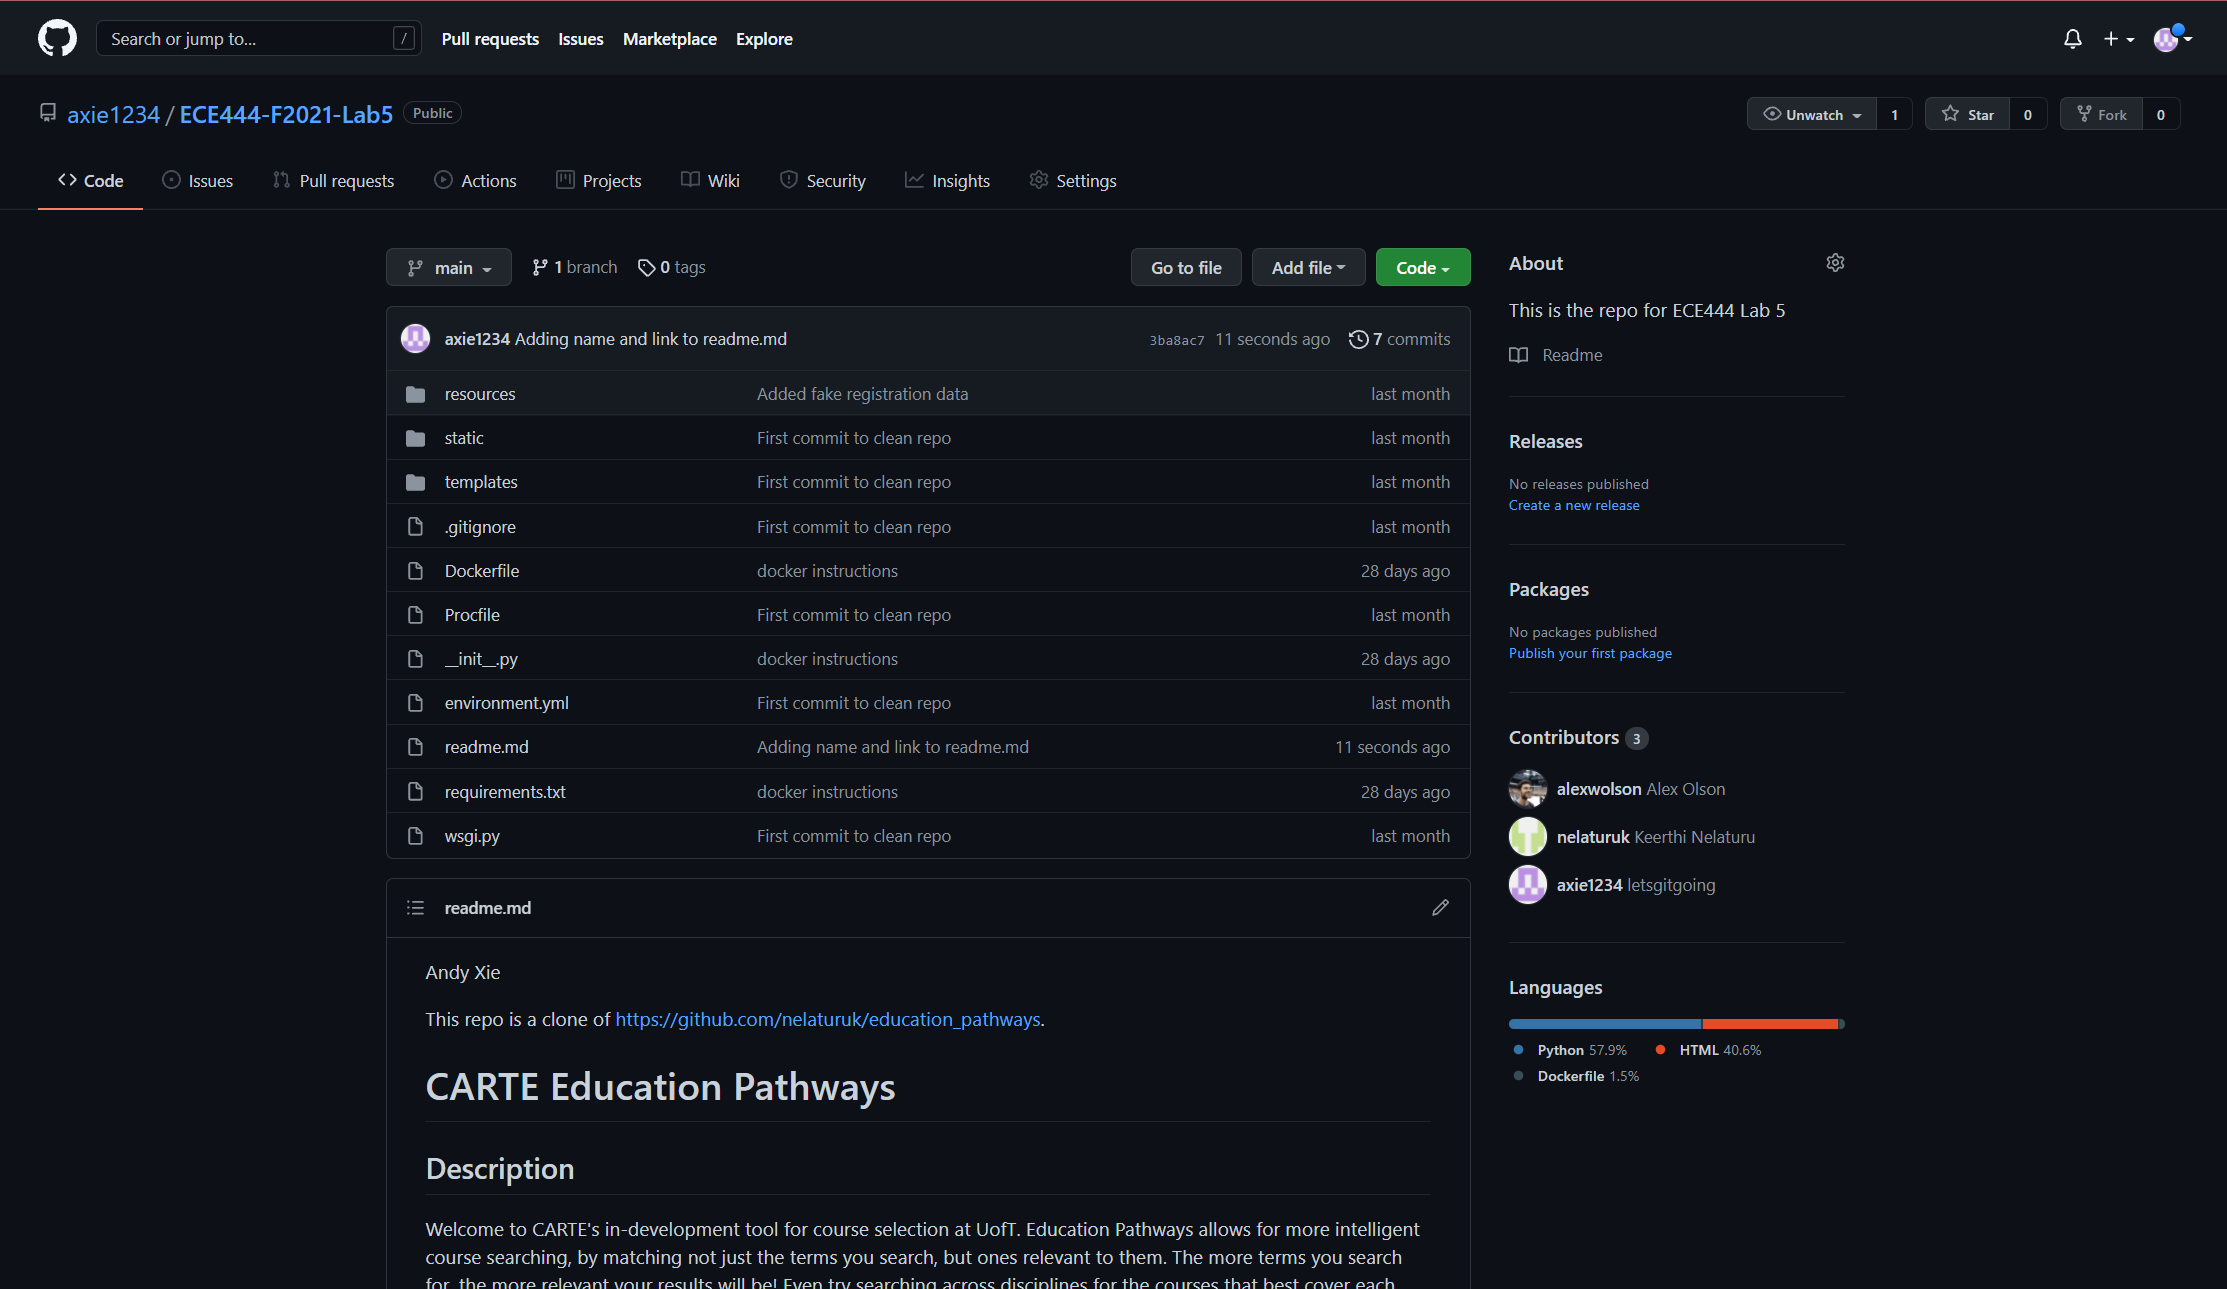 Search or jump to... /
Pull requests Issues Marketplace Explore
axie1234 / ECE444-F2021-Lab5 Public
Unwatch 1 Star 0 Fork 0
Code Issues Pull requests Actions Projects Wiki Security Insights Settings
main 1 branch 0 tags
Go to file Add file Code
axie1234 Adding name and link to readme.md 3ba8ac7 11 seconds ago 7 commits
resources Added fake registration data last month
static First commit to clean repo last month
templates First commit to clean repo last month
.gitignore First commit to clean repo last month
Dockerfile docker instructions 28 days ago
Procfile First commit to clean repo last month
__init__.py docker instructions 28 days ago
environment.yml First commit to clean repo last month
readme.md Adding name and link to readme.md 11 seconds ago
requirements.txt docker instructions 28 days ago
wsgi.py First commit to clean repo last month
readme.md
Andy Xie
This repo is a clone of https://github.com/nelaturuk/education_pathways.
CARTE Education Pathways
Description
Welcome to CARTE's in-development tool for course selection at UofT. Education Pathways allows for more intelligent
course searching, by matching not just the terms you search, but ones relevant to them. The more terms you search
for, the more relevant your results will be! Even try searching across disciplines for the courses that best cover each
About
This is the repo for ECE444 Lab 5
Readme
Releases
No releases published
Create a new release
Packages
No packages published
Publish your first package
Contributors 3
alexwolson Alex Olson
nelaturuk Keerthi Nelaturu
axie1234 letsgitgoing
Languages
Python 57.9% HTML 40.6%
Dockerfile 1.5%